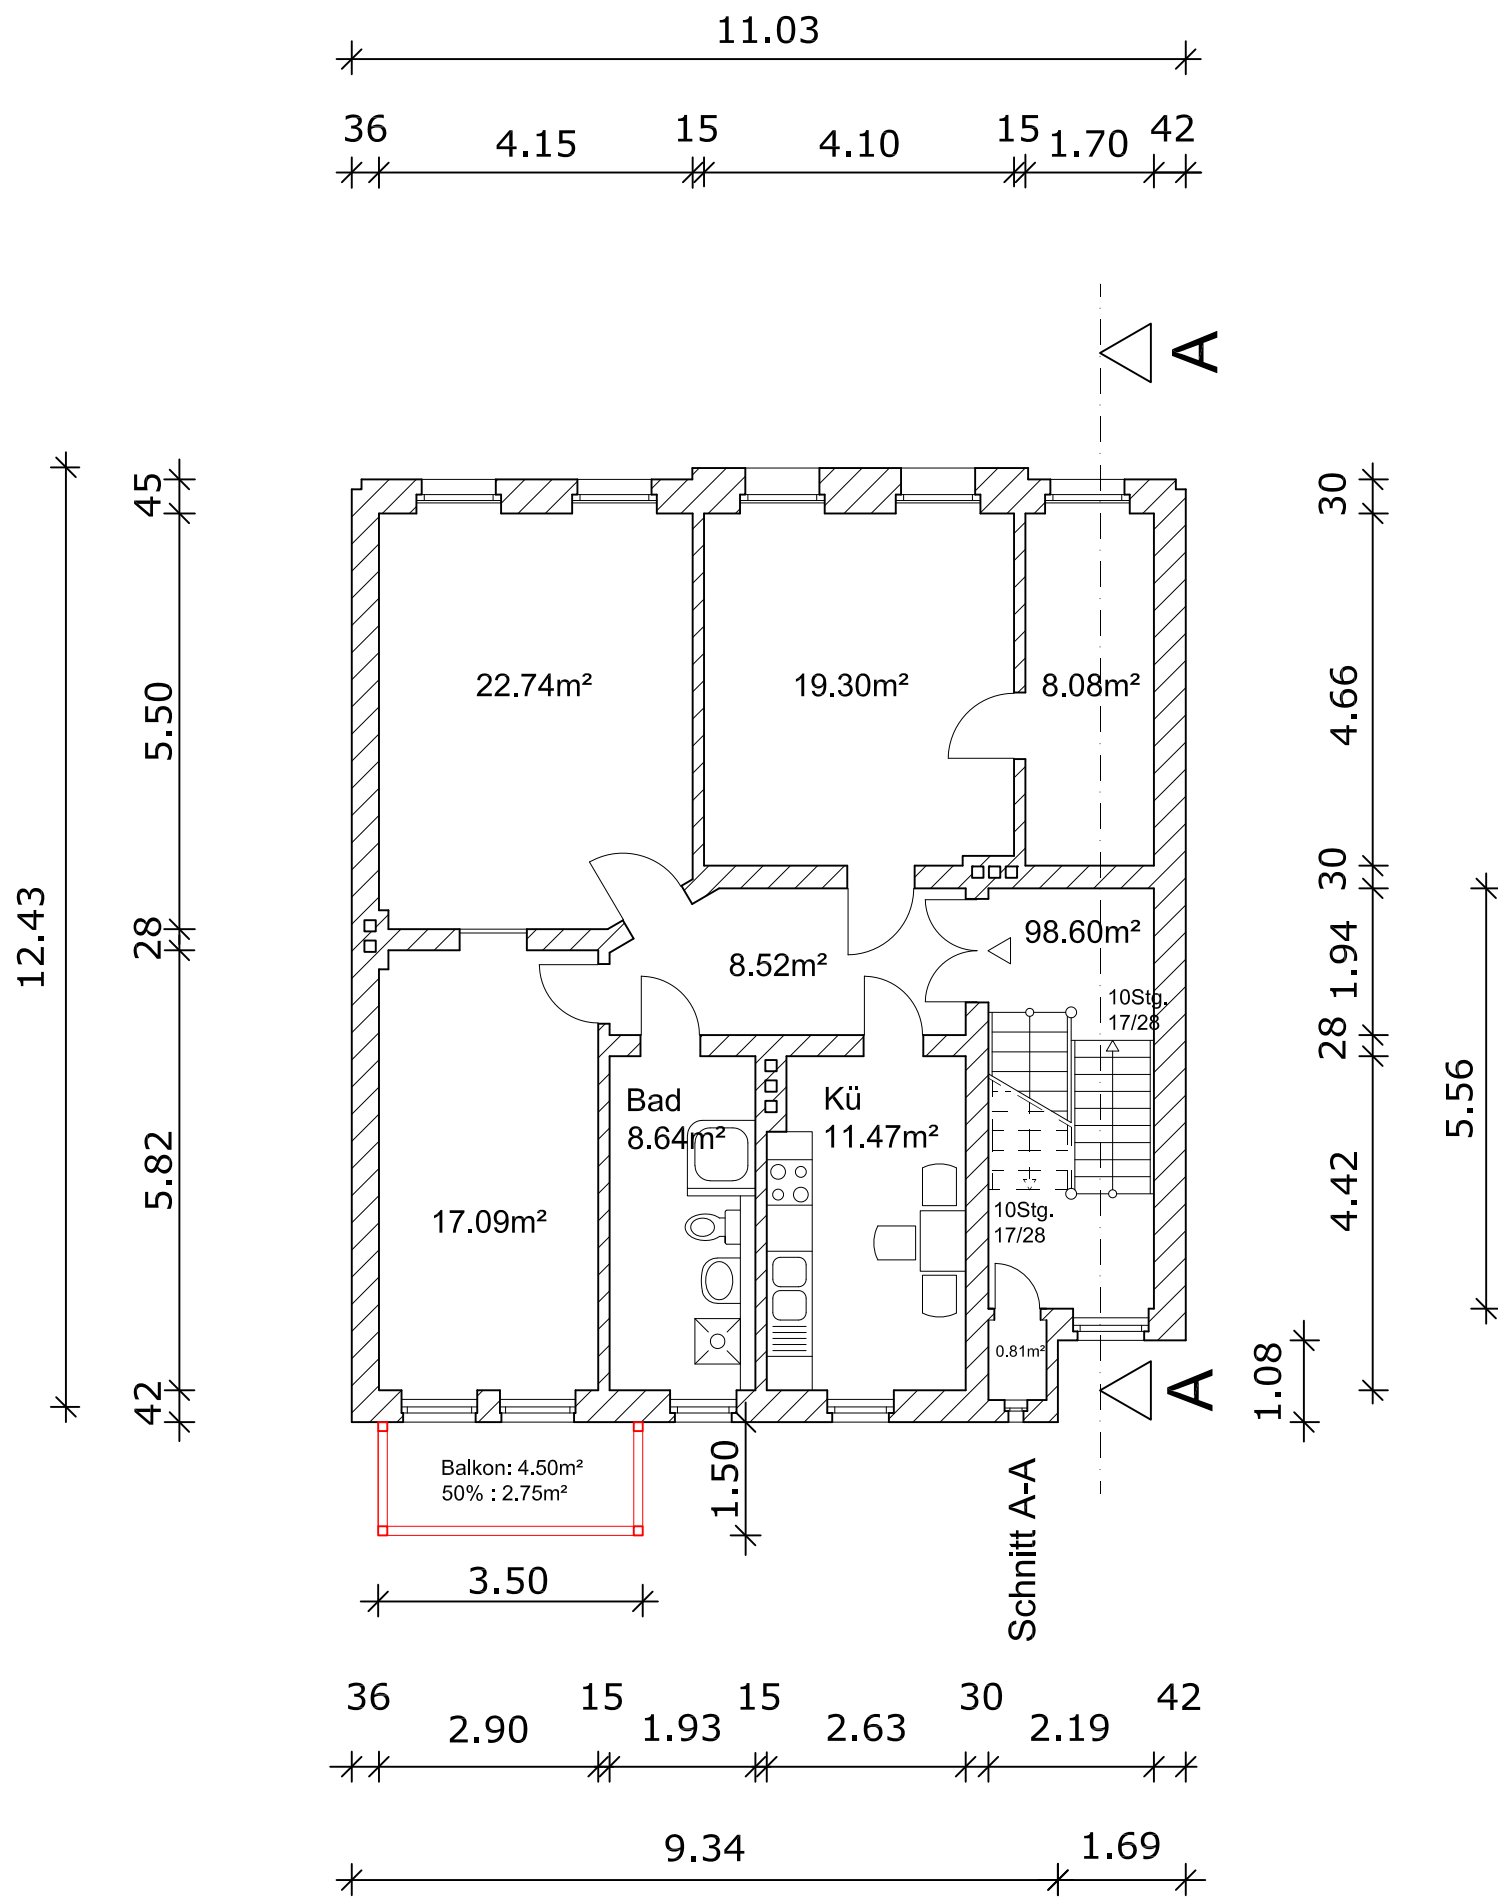 11.03
36
4.15
15
4.10
15
1.70
42
A
45
5.50
28
5.82
42
12.43
30
4.66
30
1.94
28
4.42
5.56
1.08
22.74m²
19.30m²
8.08m²
98.60m²
8.52m²
10Stg.
17/28
Bad
8.64m²
Kü
11.47m²
17.09m²
10Stg.
17/28
0.81m²
A
Balkon: 4.50m²
50% : 2.75m²
1.50
3.50
Schnitt A-A
36
2.90
15
1.93
15
2.63
30
2.19
42
9.34
1.69